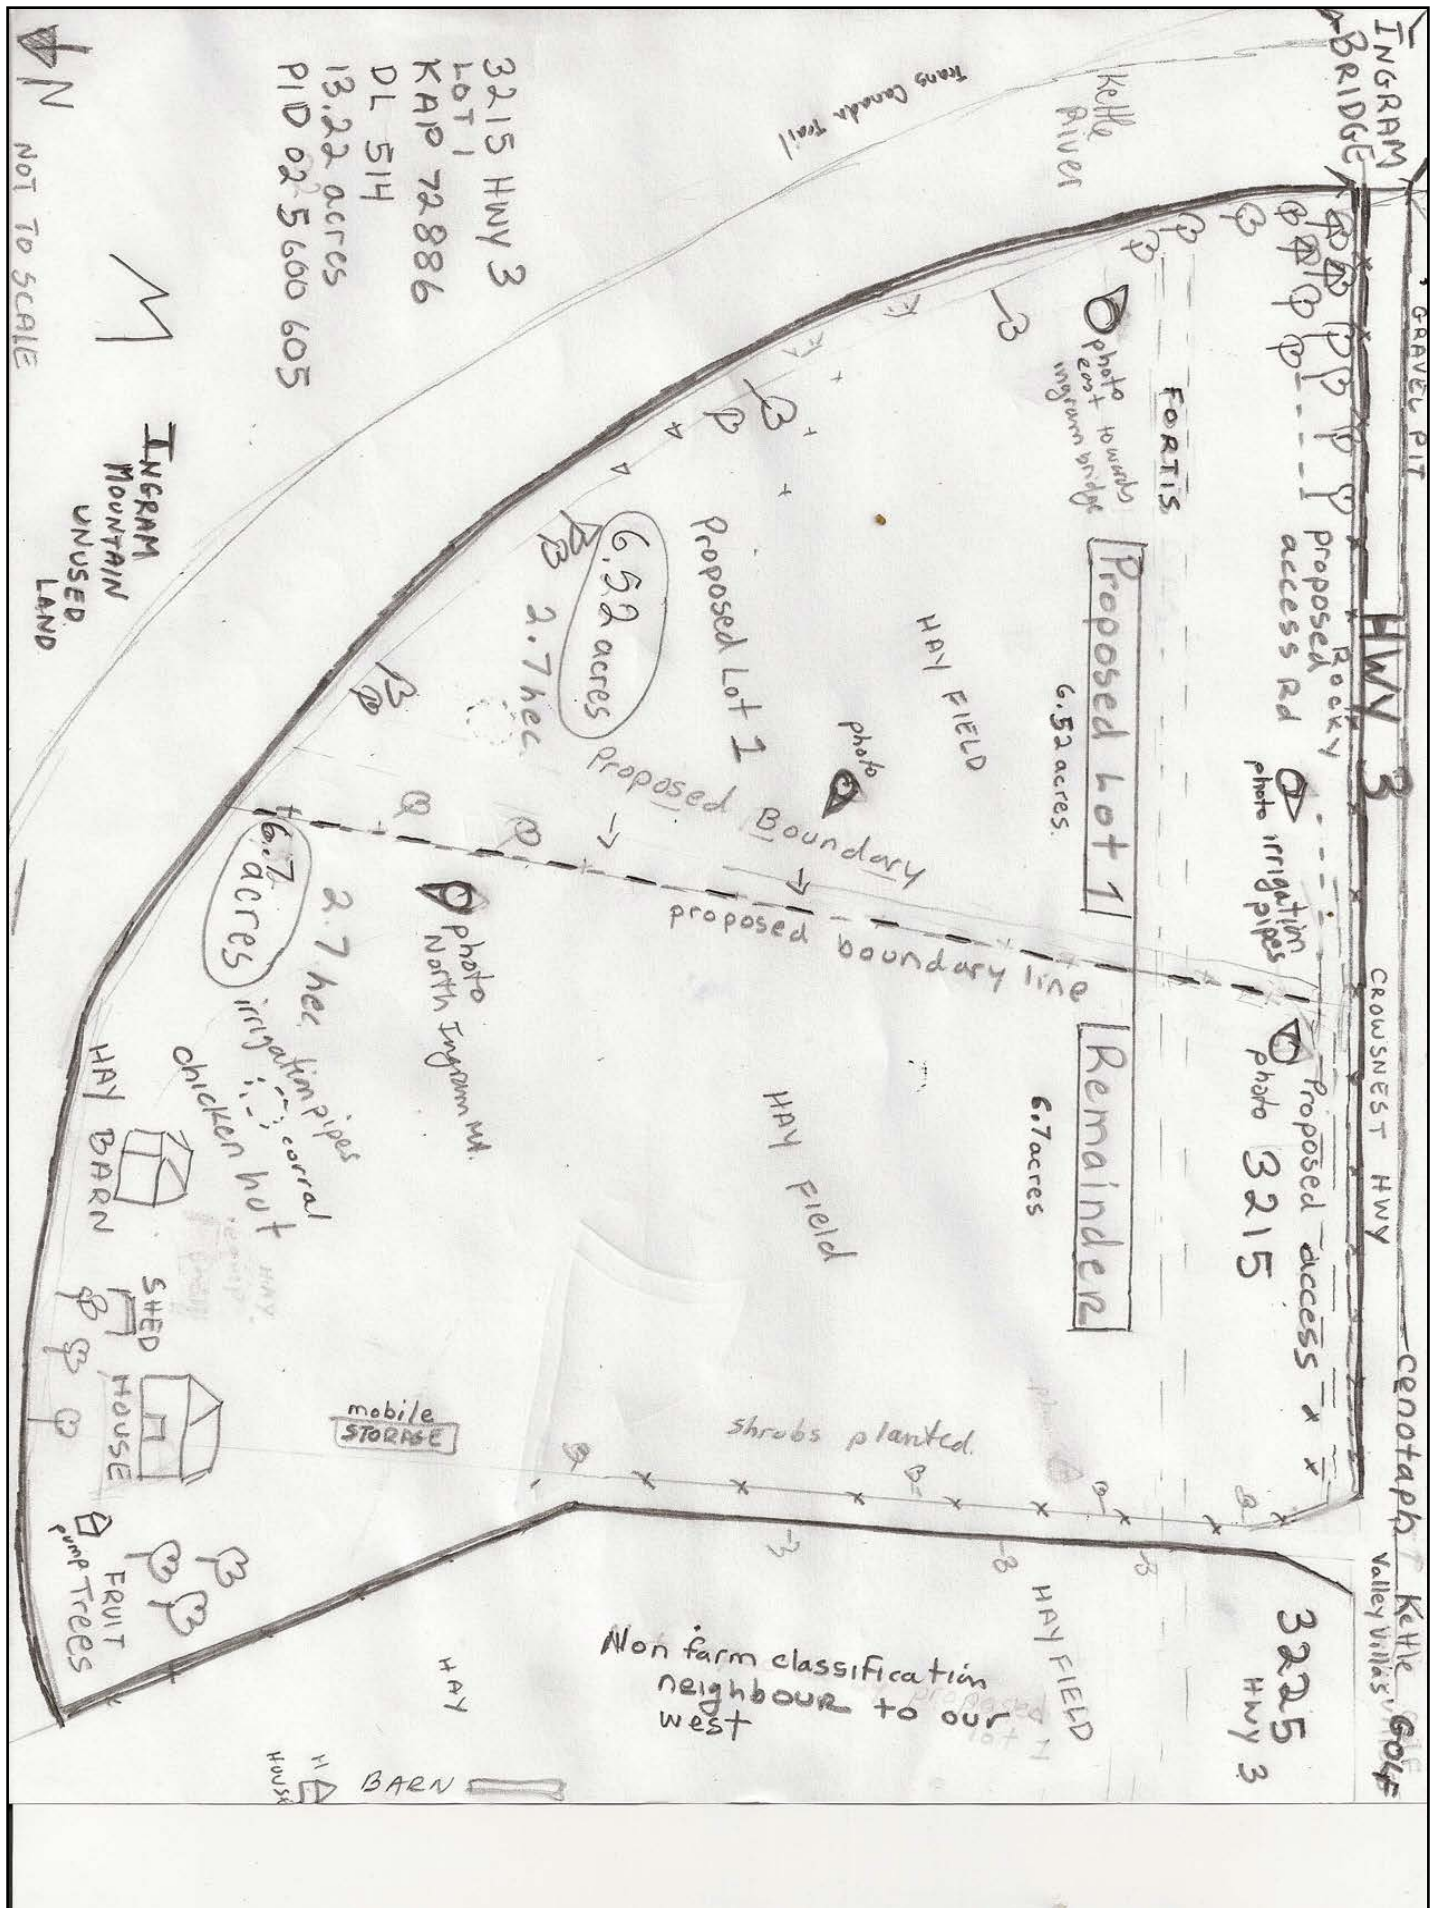 INGRAM
BRIDGE
GRAVEL PIT
HWY 3
CROWSNEST HWY
cenotaph
Kettle
Valley Villas
GOLF
Kettle
River
Trans Canada Trail
3215 HWY 3
LOT 1
KAP 72886
DL 514
13.22 acres
PID 025600605
N
NOT TO SCALE
INGRAM
MOUNTAIN
UNUSED
LAND
FORTIS
proposed Rocky
access Rd
photo
east towards
ingram bridge
photo irrigation
pipes
Proposed access
photo 3215
Proposed Lot 1
6.52 acres.
Remainder
6.7 acres
HAY FIELD
photo
Proposed Lot 1
6.52 acres
2.7 hec.
Proposed Boundary
proposed boundary line
6.7
acres
2.7 hec
photo
North Ingram Mt.
irrigation pipes
corral
chicken hut
HAY Field
HAY BARN
SHED
HOUSE
mobile
STORAGE
shrubs planted.
FRUIT
Trees
pump
3225
HWY 3
HAY FIELD
Non farm classification
neighbour to our
west
HAY
BARN
HOUSE